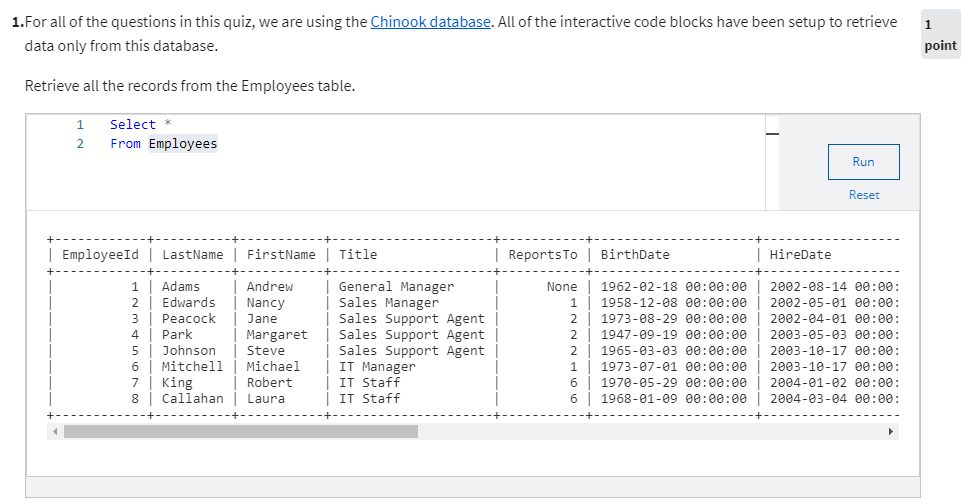 1.For all of the questions in this quiz, we are using the Chinook database. All of the interactive code blocks have been setup to retrieve
data only from this database.
1
point
Retrieve all the records from the Employees table.
1 Select *
2 From Employees
Run
Reset
+------------+----------+-----------+---------------------+-----------+---------------------+------------------
| EmployeeId | LastName | FirstName | Title | ReportsTo | BirthDate | HireDate
+------------+----------+-----------+---------------------+-----------+---------------------+------------------
| 1 | Adams | Andrew | General Manager | None | 1962-02-18 00:00:00 | 2002-08-14 00:00:
| 2 | Edwards | Nancy | Sales Manager | 1 | 1958-12-08 00:00:00 | 2002-05-01 00:00:
| 3 | Peacock | Jane | Sales Support Agent | 2 | 1973-08-29 00:00:00 | 2002-04-01 00:00:
| 4 | Park | Margaret | Sales Support Agent | 2 | 1947-09-19 00:00:00 | 2003-05-03 00:00:
| 5 | Johnson | Steve | Sales Support Agent | 2 | 1965-03-03 00:00:00 | 2003-10-17 00:00:
| 6 | Mitchell | Michael | IT Manager | 1 | 1973-07-01 00:00:00 | 2003-10-17 00:00:
| 7 | King | Robert | IT Staff | 6 | 1970-05-29 00:00:00 | 2004-01-02 00:00:
| 8 | Callahan | Laura | IT Staff | 6 | 1968-01-09 00:00:00 | 2004-03-04 00:00:
+------------+----------+-----------+---------------------+-----------+---------------------+------------------